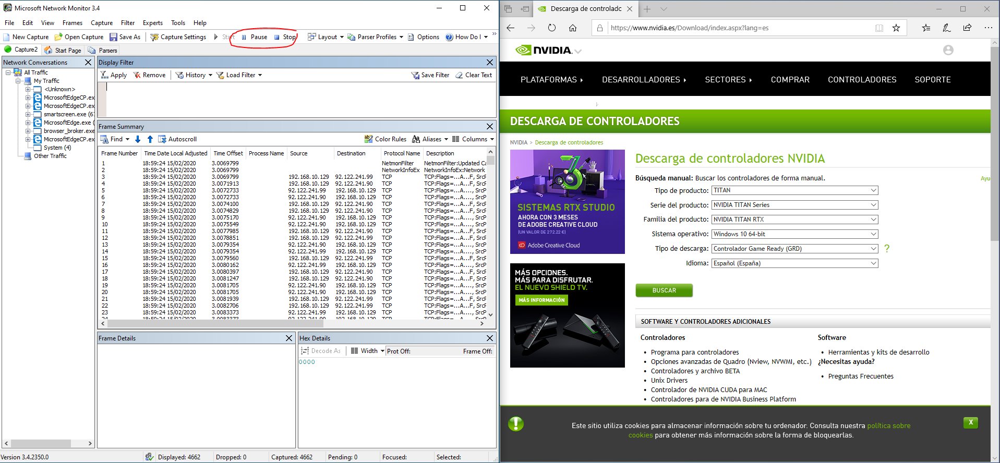 Microsoft Network Monitor 3.4
File Edit View Frames Capture Filter Experts Tools Help
New Capture Open Capture Save As Capture Settings Start Pause Stop Layout Parser Profiles Options How Do I
Capture2 Start Page Parsers
Network Conversations
All Traffic
My Traffic
<Unknown>
MicrosoftEdgeCP.ex
MicrosoftEdgeCP.ex
smartscreen.exe (6
MicrosoftEdge.exe (
browser_broker.exe
MicrosoftEdgeCP.ex
System (4)
Other Traffic
Display Filter
Apply Remove History Load Filter Save Filter Clear Text
Frame Summary
Find Autoscroll Color Rules Aliases Columns
Frame Number Time Date Local Adjusted Time Offset Process Name Source Destination Protocol Name Description
1 18:59:24 15/02/2020 3.0069799 NetmonFilter NetmonFilter:Updated Ca
2 18:59:24 15/02/2020 3.0069799 NetworkInfoEx NetworkInfoEx:Network
3 18:59:24 15/02/2020 3.0069799 192.168.10.129 92.122.241.99 TCP TCP:Flags=...A...F, SrcP
4 18:59:24 15/02/2020 3.0071913 192.168.10.129 92.122.241.90 TCP TCP:Flags=...A...F, SrcP
5 18:59:24 15/02/2020 3.0072733 92.122.241.99 192.168.10.129 TCP TCP:Flags=...A...., SrcP
6 18:59:24 15/02/2020 3.0072733 92.122.241.90 192.168.10.129 TCP TCP:Flags=...A...., SrcP
7 18:59:24 15/02/2020 3.0074100 192.168.10.129 92.122.241.99 TCP TCP:Flags=...A...F, SrcP
8 18:59:24 15/02/2020 3.0074829 192.168.10.129 92.122.241.90 TCP TCP:Flags=...A...F, SrcP
9 18:59:24 15/02/2020 3.0075170 92.122.241.99 192.168.10.129 TCP TCP:Flags=...A...., SrcP
10 18:59:24 15/02/2020 3.0075549 92.122.241.90 192.168.10.129 TCP TCP:Flags=...A...., SrcP
11 18:59:24 15/02/2020 3.0077985 192.168.10.129 92.122.241.90 TCP TCP:Flags=...A...F, SrcP
12 18:59:24 15/02/2020 3.0078851 192.168.10.129 92.122.241.99 TCP TCP:Flags=...A...F, SrcP
13 18:59:24 15/02/2020 3.0079354 92.122.241.90 192.168.10.129 TCP TCP:Flags=...A...., SrcP
14 18:59:24 15/02/2020 3.0079354 92.122.241.99 192.168.10.129 TCP TCP:Flags=...A...., SrcP
15 18:59:24 15/02/2020 3.0079560 192.168.10.129 92.122.241.90 TCP TCP:Flags=...A...F, SrcP
16 18:59:24 15/02/2020 3.0080162 92.122.241.99 192.168.10.129 TCP TCP:Flags=...A...., SrcP
17 18:59:24 15/02/2020 3.0080397 192.168.10.129 92.122.241.90 TCP TCP:Flags=...A...F, SrcP
18 18:59:24 15/02/2020 3.0081247 192.168.10.129 92.122.241.99 TCP TCP:Flags=...A...F, SrcP
19 18:59:24 15/02/2020 3.0081705 92.122.241.90 192.168.10.129 TCP TCP:Flags=...A...., SrcP
20 18:59:24 15/02/2020 3.0081705 92.122.241.90 192.168.10.129 TCP TCP:Flags=...A...., SrcP
21 18:59:24 15/02/2020 3.0081939 192.168.10.129 92.122.241.99 TCP TCP:Flags=...A...F, SrcP
22 18:59:24 15/02/2020 3.0082706 192.168.10.129 92.122.241.99 TCP TCP:Flags=...A...F, SrcP
23 18:59:24 15/02/2020 3.0083373 92.122.241.99 192.168.10.129 TCP TCP:Flags=...A...., SrcP
24 18:59:24 15/02/2020 3.0083373 92.122.241.99 192.168.10.129 TCP TCP:Flags=...A...., SrcP
Frame Details
Hex Details
Decode As Width Prot Off: Frame Off:
0000
Version 3.4.2350.0 Displayed: 4662 Dropped: 0 Captured: 4662 Pending: 0 Focused: Selected:
Descarga de controladc
https://www.nvidia.es/Download/index.aspx?lang=es
NVIDIA.
PLATAFORMAS DESARROLLADORES SECTORES COMPRAR CONTROLADORES SOPORTE
DESCARGA DE CONTROLADORES
NVIDIA > Descarga de controladores
SISTEMAS RTX STUDIO
AHORA CON 3 MESES
DE ADOBE CREATIVE CLOUD
(UN VALOR DE 272.22 €)
Adobe Creative Cloud
MÁS OPCIONES.
MÁS PARA DISFRUTAR.
EL NUEVO SHIELD TV.
MÁS INFORMACIÓN
Descarga de controladores NVIDIA
Búsqueda manual: Buscar los controladores de forma manual. Ayu
Tipo de producto: TITAN
Serie del producto: NVIDIA TITAN Series
Familia del producto: NVIDIA TITAN RTX
Sistema operativo: Windows 10 64-bit
Tipo de descarga: Controlador Game Ready (GRD) ?
Idioma: Español (España)
BUSCAR
SOFTWARE Y CONTROLADORES ADICIONALES
Controladores
• Programa para controladores
• Opciones avanzadas de Quadro (Nview, NVWMI, etc.)
• Controladores y archivo BETA
• Unix Drivers
• Controlador de NVIDIA CUDA para MAC
• Controladores para de NVIDIA Business Platform
Software
• Herramientas y kits de desarrollo
¿Necesitas ayuda?
• Preguntas Frecuentes
Este sitio utiliza cookies para almacenar información sobre tu ordenador. Consulta nuestra política sobre
cookies para obtener más información sobre la forma de bloquearlas.
X